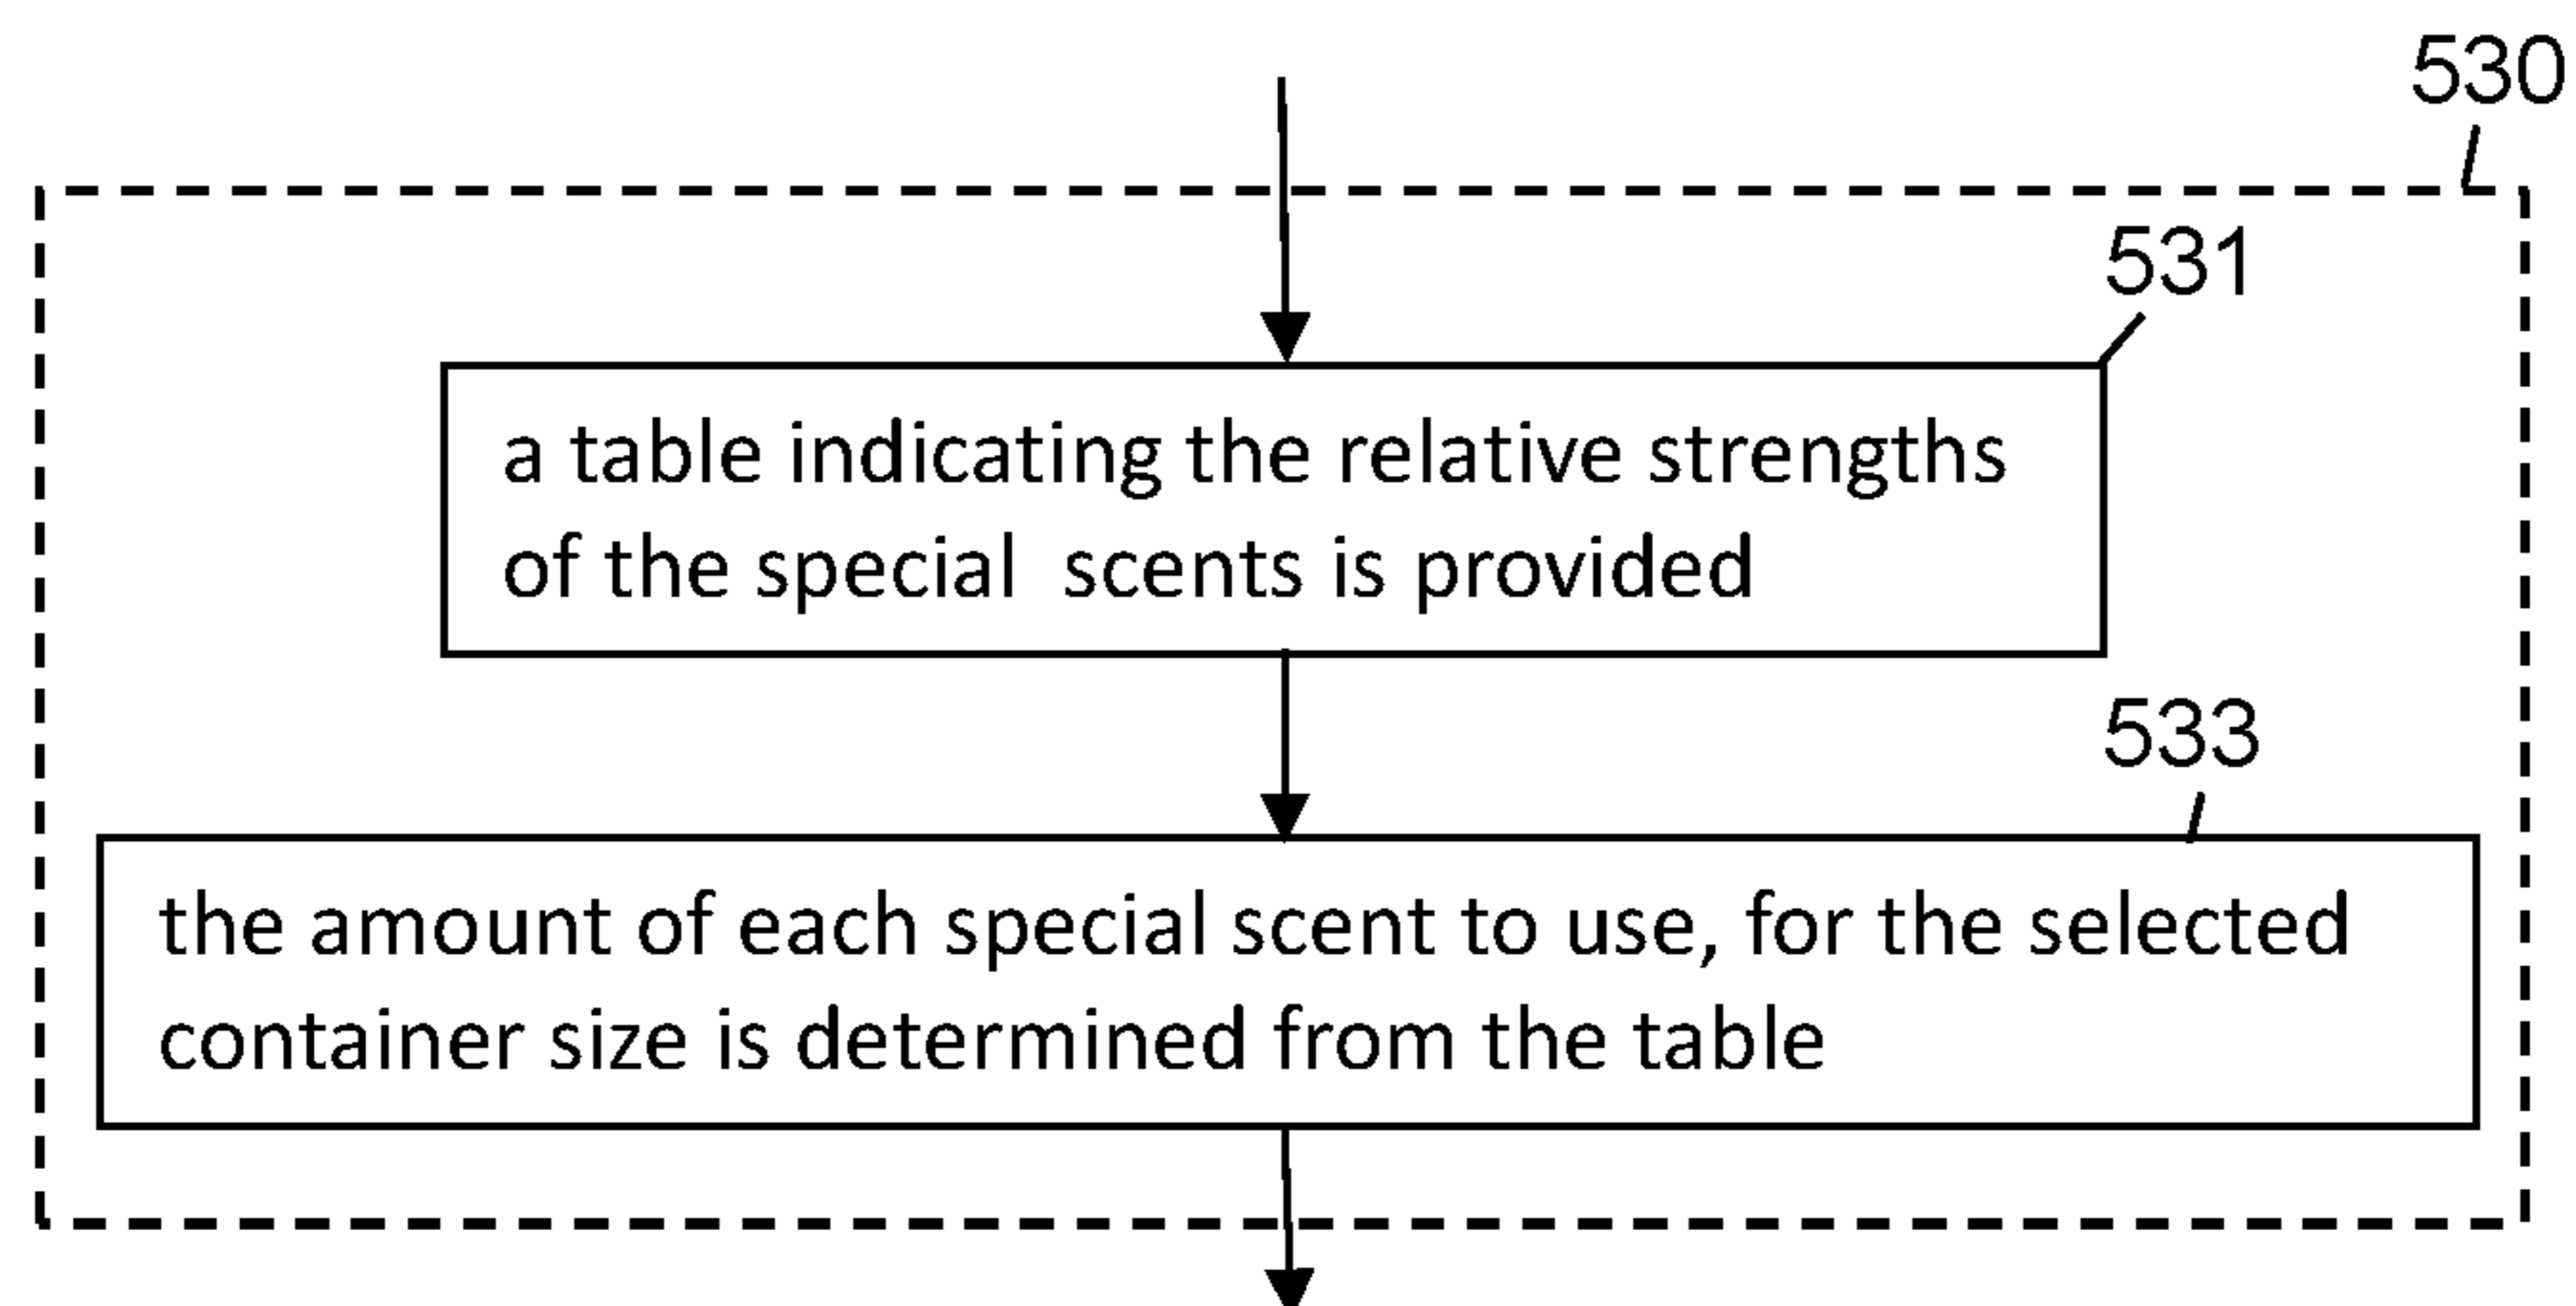 530
531
a table indicating the relative strengths
of the special  scents is provided
533
the amount of each special scent to use, for the selected
container size is determined from the table